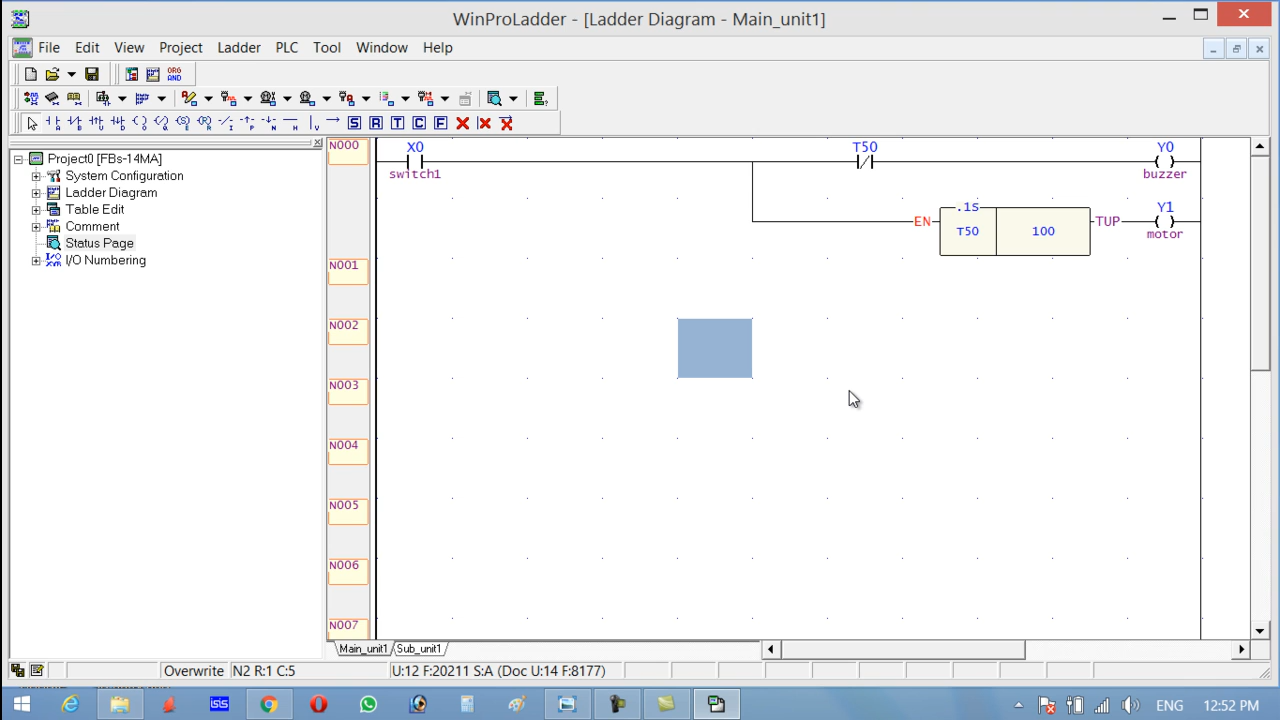 WinProLadder - [Ladder Diagram - Main_unit1]
File Edit View Project Ladder PLC Tool Window Help
ORG
AND
S R T C F
Project0 [FBs-14MA]
System Configuration
Ladder Diagram
Table Edit
Comment
Status Page
I/O Numbering
N000 X0 T50 Y0
switch1 buzzer
.1S Y1
EN T50 100 TUP
motor
N001
N002
N003
N004
N005
N006
N007
Main_unit1 Sub_unit1
Overwrite N2 R:1 C:5 U:12 F:20211 S:A (Doc U:14 F:8177)
ISIS ENG 12:52 PM